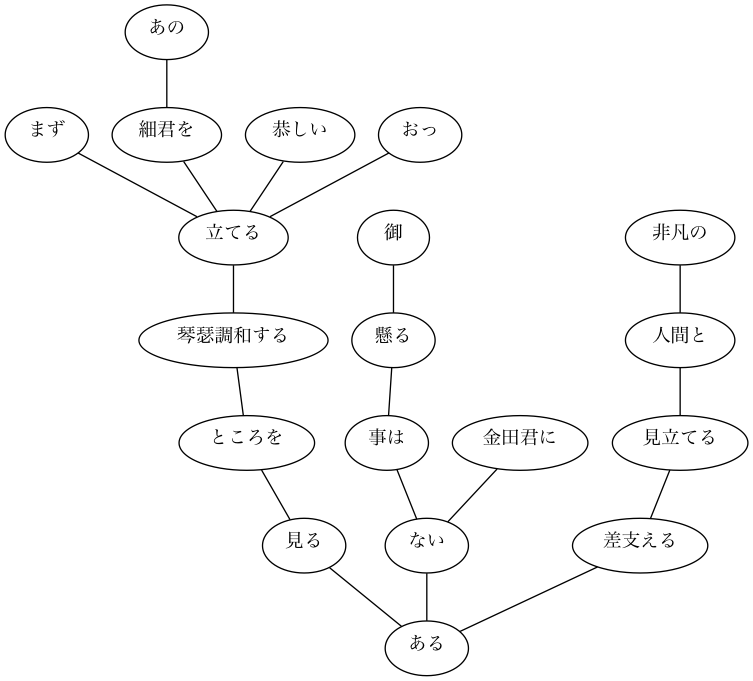 あの
まず
細君を
恭しい
おっ
立てる
御
非凡の
琴瑟調和する
懸る
人間と
ところを
事は
金田君に
見立てる
見る
ない
差支える
ある